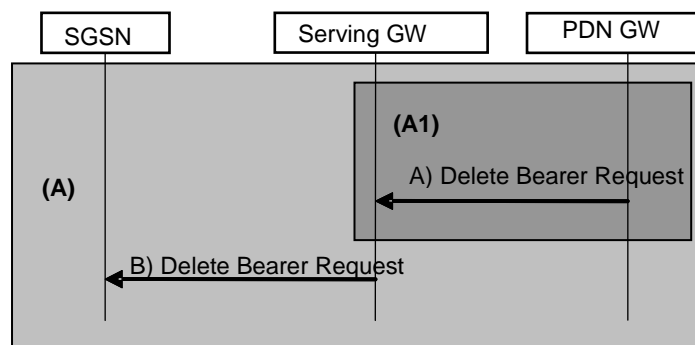 SGSN
Serving GW
PDN GW
(A1)
(A)
A) Delete Bearer Request
B) Delete Bearer Request